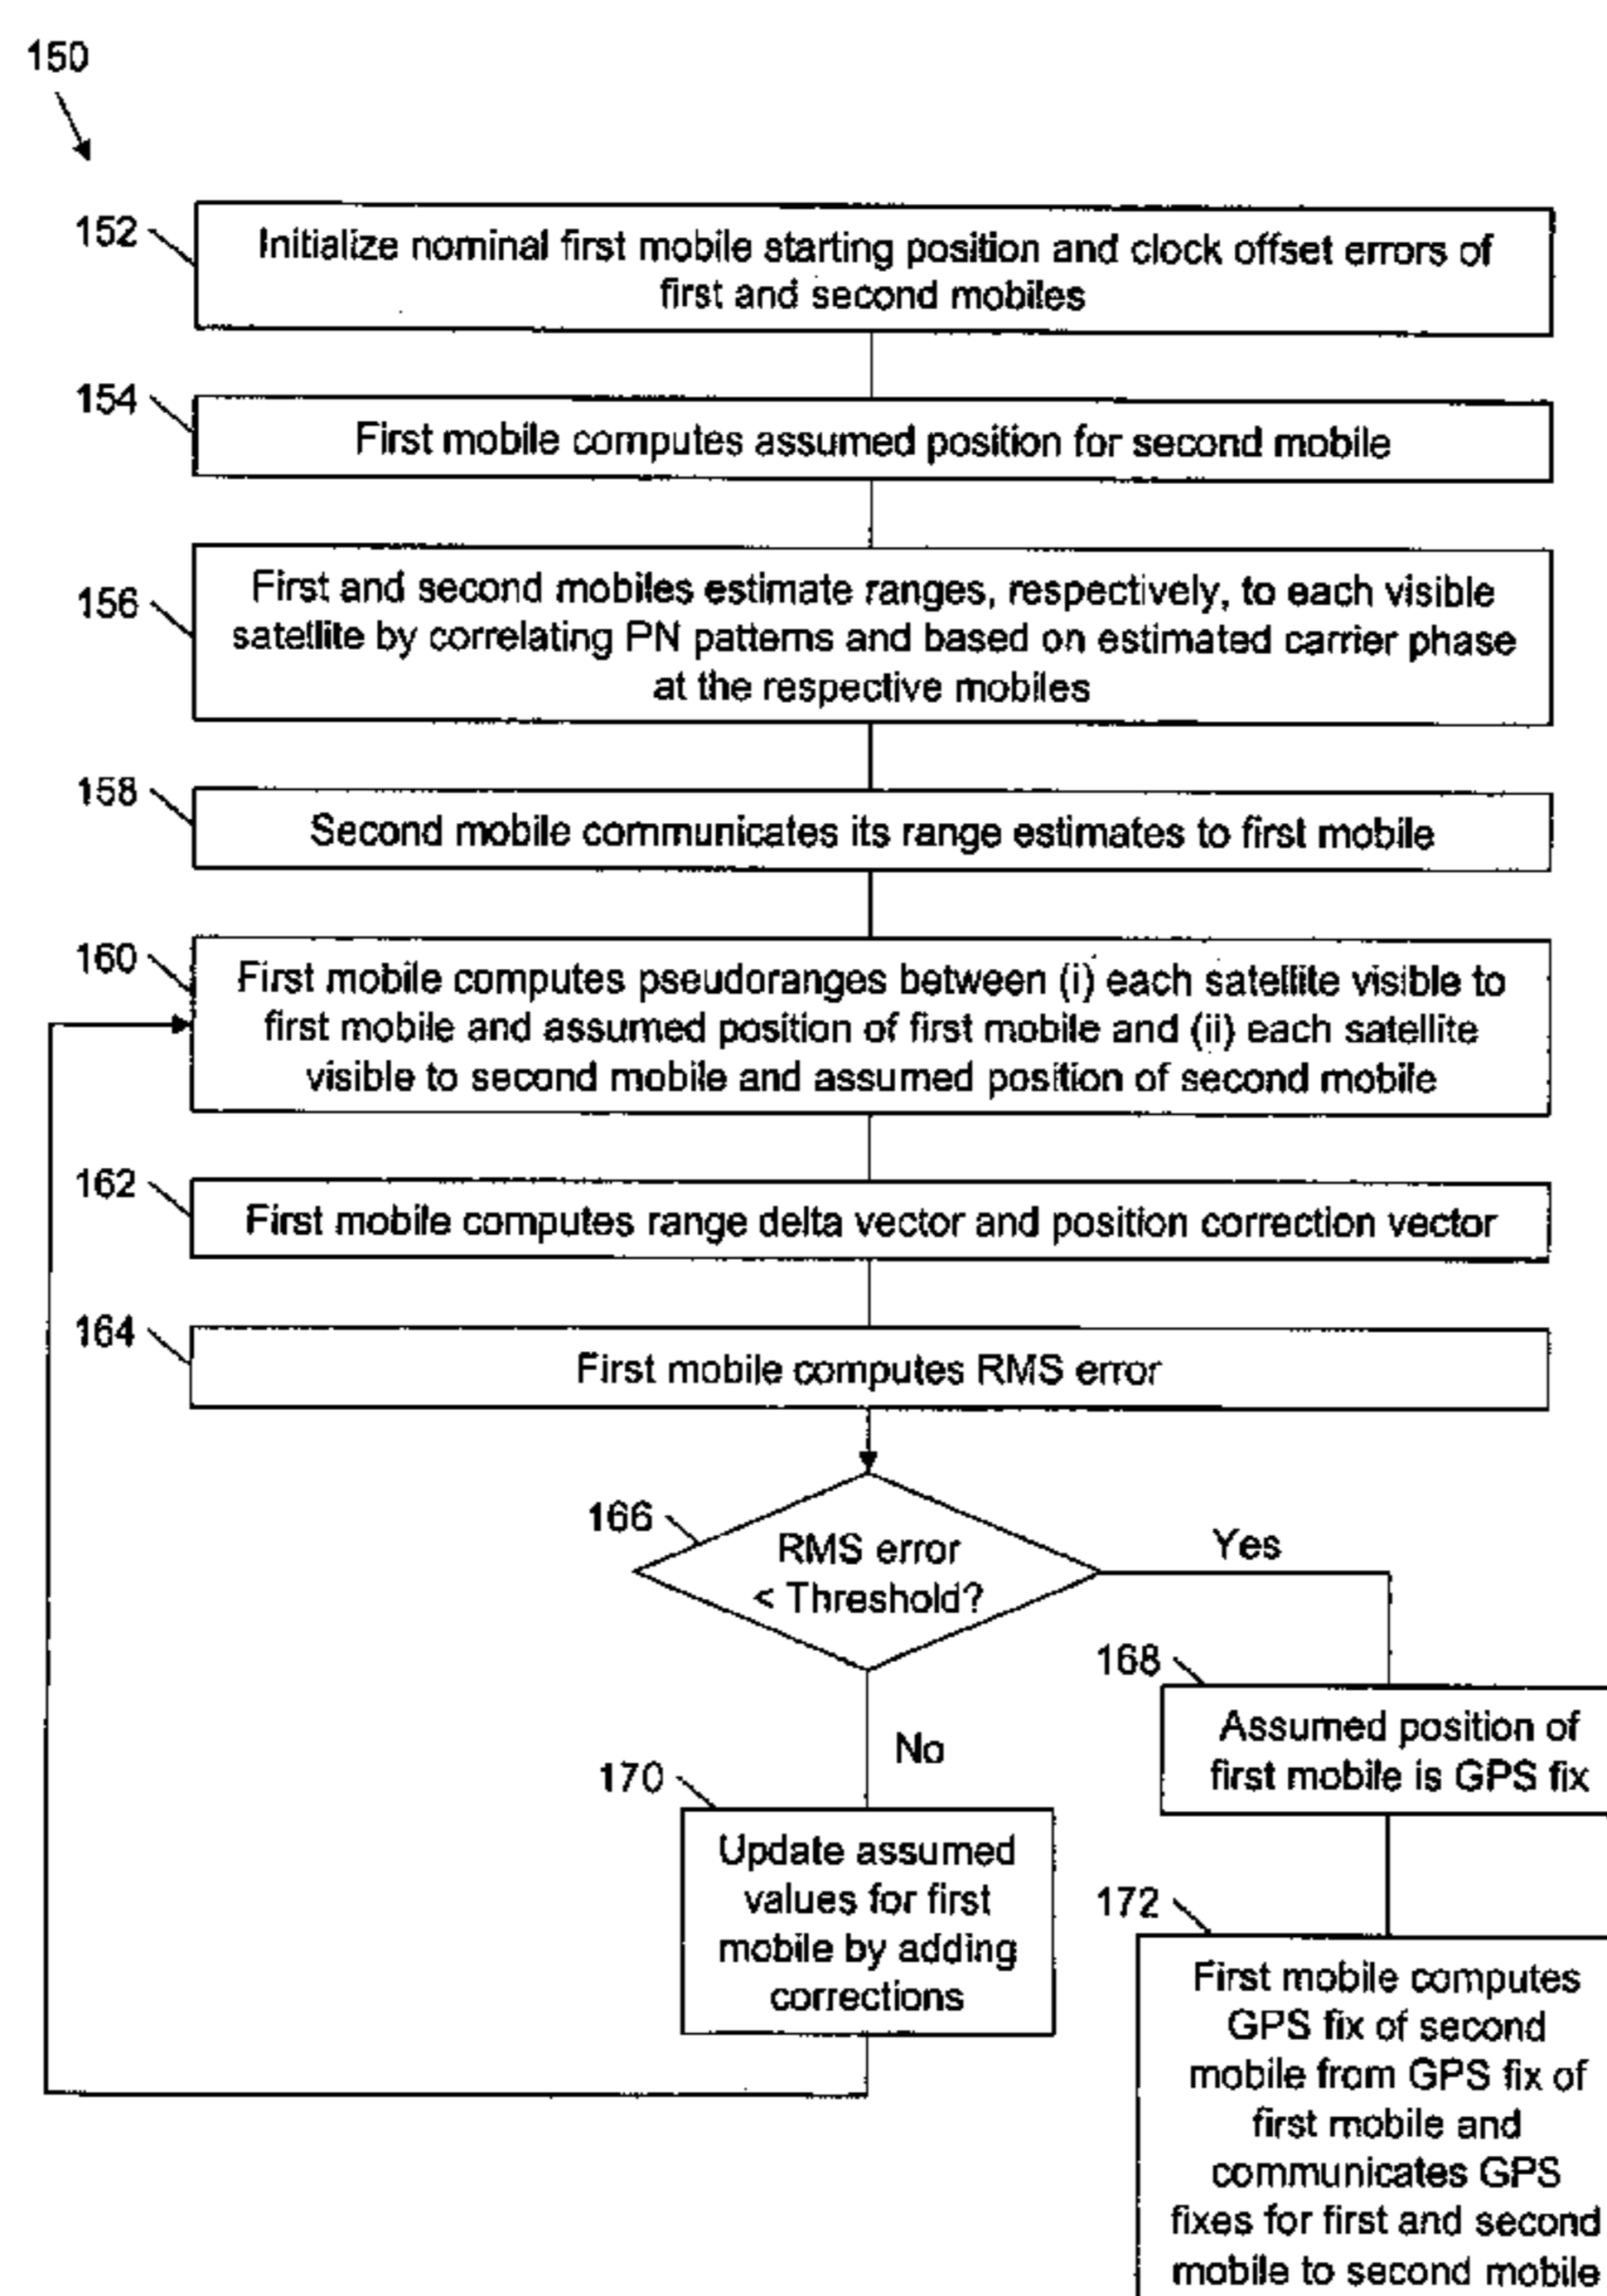 150
152
Initialize nominal first mobile starting position and clock offset errors of
first and second mobiles
154
First mobile computes assumed position for second mobile
156
First and second mobiles estimate ranges, respectively, to each visible
satellite by correlating PN patterns and based on estimated carrier phase
at the respective mobiles
158
Second mobile communicates its range estimates to first mobile
160
First mobile computes pseudoranges between (i) each satellite visible to
first mobile and assumed position of first mobile and (ii) each satellite
visible to second mobile and assumed position of second mobile
162
First mobile computes range delta vector and position correction vector
164
First mobile computes RMS error
166
RMS error
< Threshold?
Yes
168
Assumed position of
first mobile is GPS fix
No
170
Update assumed
values for first
mobile by adding
corrections
172
First mobile computes
GPS fix of second
mobile from GPS fix of
first mobile and
communicates GPS
fixes for first and second
mobile to second mobile